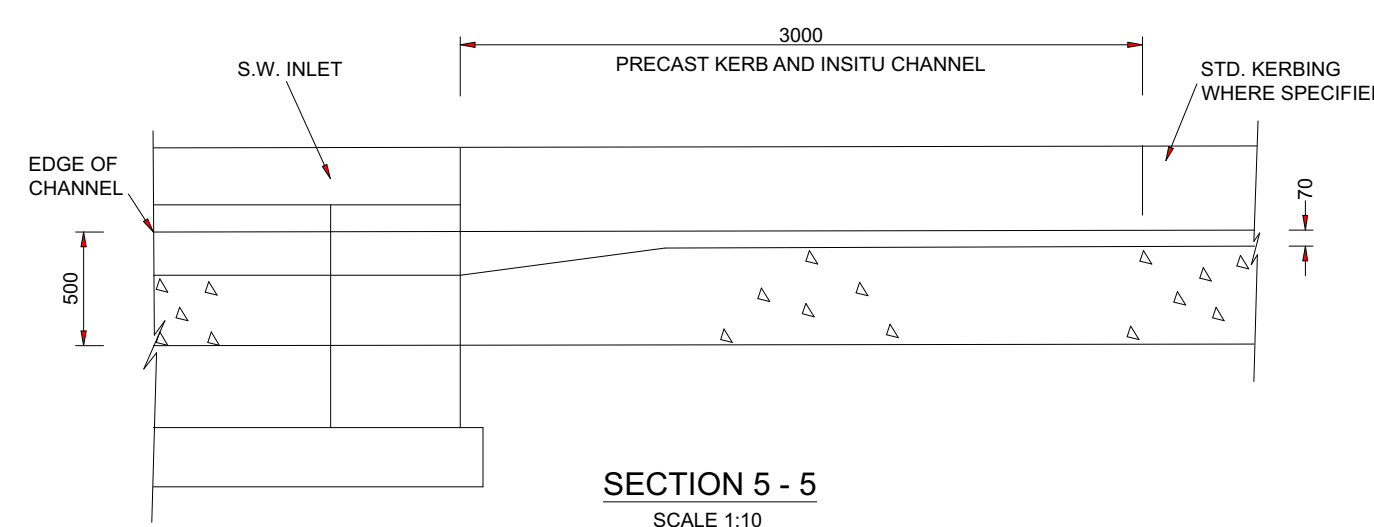 3000
PRECAST KERB AND INSITU CHANNEL
S.W. INLET
STD. KERBING
WHERE SPECIFIE
EDGE OF
CHANNEL
70
500
SECTION 5 - 5
SCALE 1:10